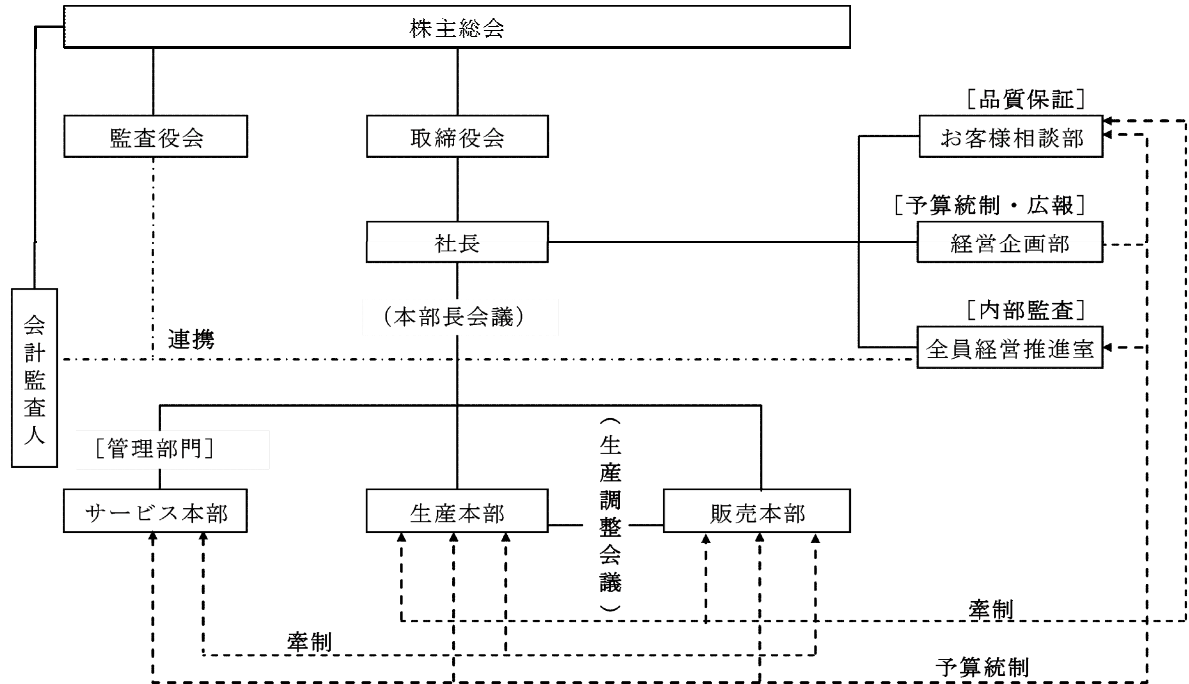 株主総会
監査役会
取締役会
[品質保証]
お客様相談部
社長
[予算統制・広報]
経営企画部
(本部長会議)
[内部監査]
全員経営推進室
連携
会計監査人
[管理部門]
(生産調整会議)
サービス本部
生産本部
販売本部
牽制
牽制
予算統制